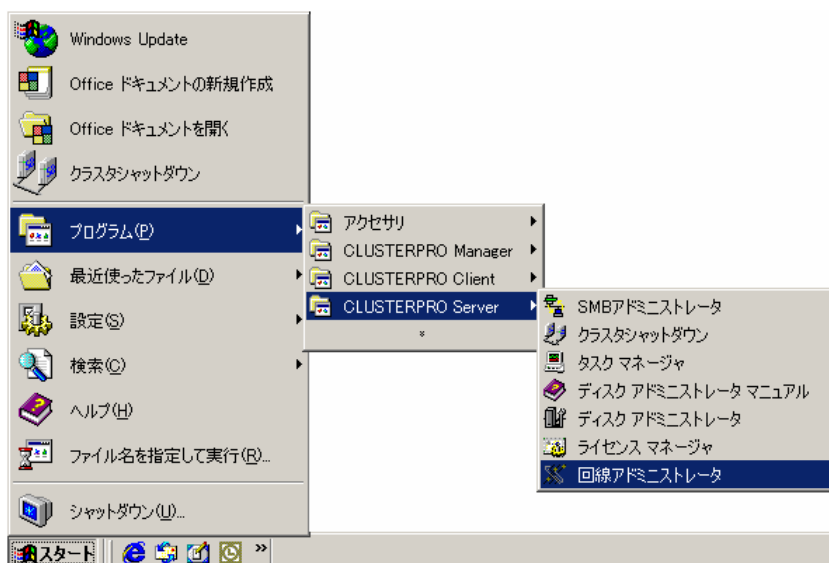 Windows Update
Office ドキュメントの新規作成
Office ドキュメントを開く
クラスタシャットダウン
プログラム(P)
最近使ったファイル(D)
設定(S)
検索(C)
ヘルプ(H)
ファイル名を指定して実行(R)...
シャットダウン(U)...
アクセサリ
CLUSTERPRO Manager
CLUSTERPRO Client
CLUSTERPRO Server
SMBアドミニストレータ
クラスタシャットダウン
タスク マネージャ
ディスク アドミニストレータ マニュアル
ディスク アドミニストレータ
ライセンス マネージャ
回線アドミニストレータ
スタート